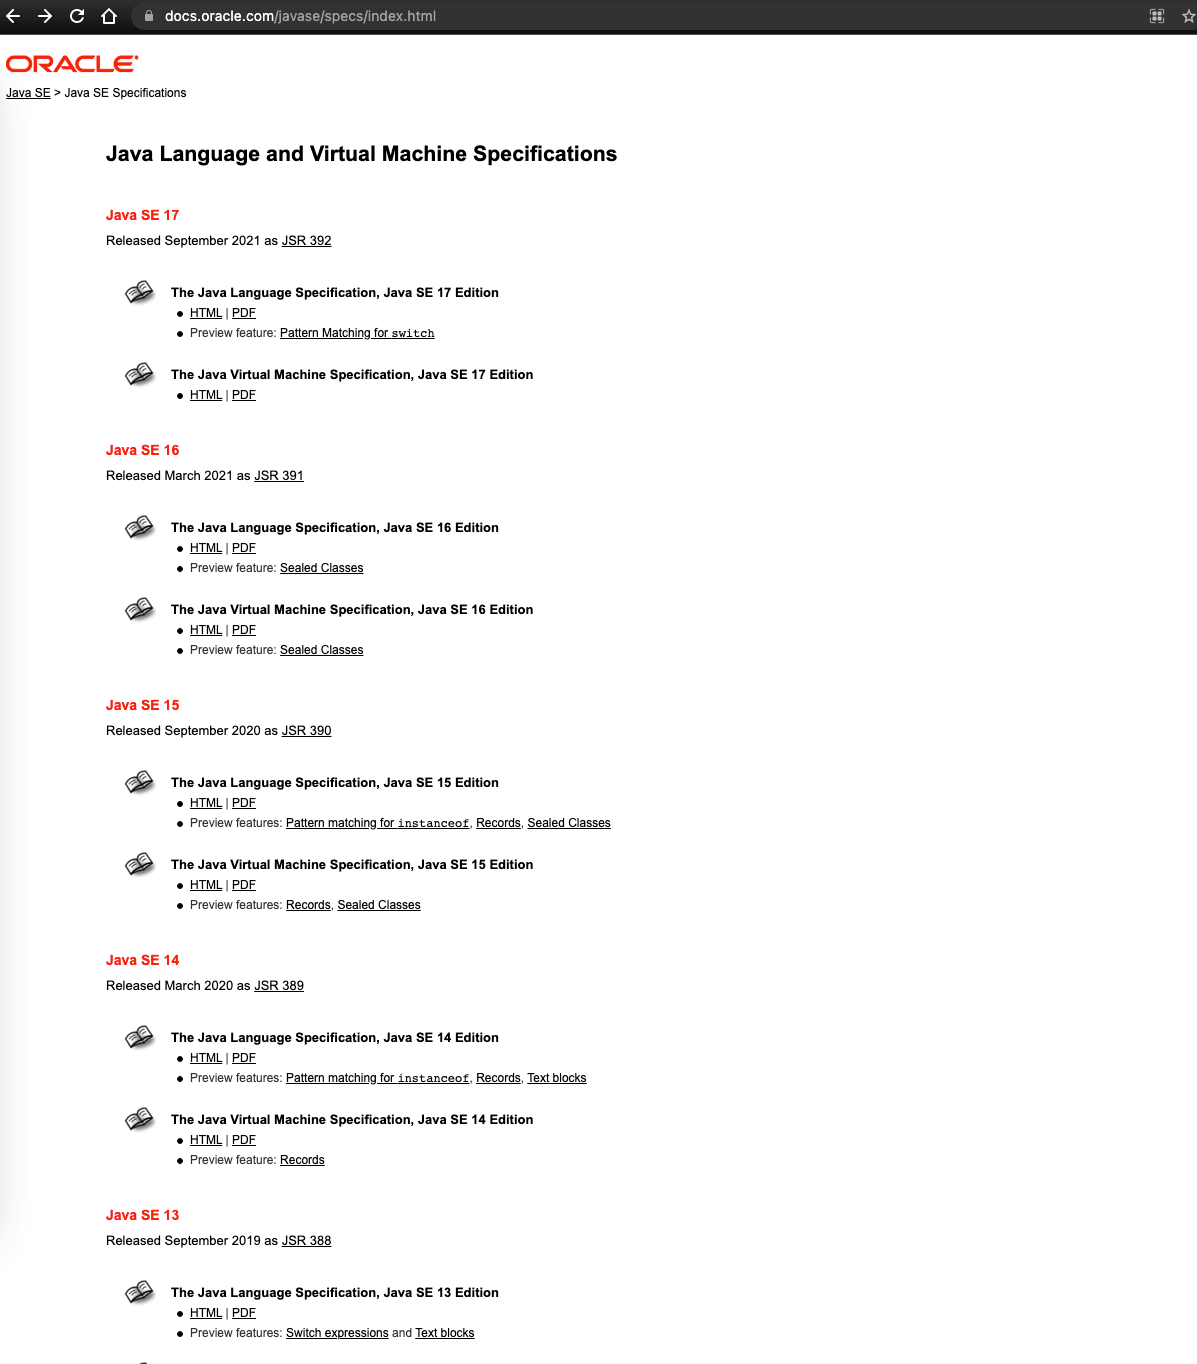 docs.oracle.com/javase/specs/index.html
ORACLE
Java SE > Java SE Specifications
Java Language and Virtual Machine Specifications
Java SE 17
Released September 2021 as JSR 392
The Java Language Specification, Java SE 17 Edition
HTML | PDF
Preview feature: Pattern Matching for switch
The Java Virtual Machine Specification, Java SE 17 Edition
HTML | PDF
Java SE 16
Released March 2021 as JSR 391
The Java Language Specification, Java SE 16 Edition
HTML | PDF
Preview feature: Sealed Classes
The Java Virtual Machine Specification, Java SE 16 Edition
HTML | PDF
Preview feature: Sealed Classes
Java SE 15
Released September 2020 as JSR 390
The Java Language Specification, Java SE 15 Edition
HTML | PDF
Preview features: Pattern matching for instanceof, Records, Sealed Classes
The Java Virtual Machine Specification, Java SE 15 Edition
HTML | PDF
Preview features: Records, Sealed Classes
Java SE 14
Released March 2020 as JSR 389
The Java Language Specification, Java SE 14 Edition
HTML | PDF
Preview features: Pattern matching for instanceof, Records, Text blocks
The Java Virtual Machine Specification, Java SE 14 Edition
HTML | PDF
Preview feature: Records
Java SE 13
Released September 2019 as JSR 388
The Java Language Specification, Java SE 13 Edition
HTML | PDF
Preview features: Switch expressions and Text blocks